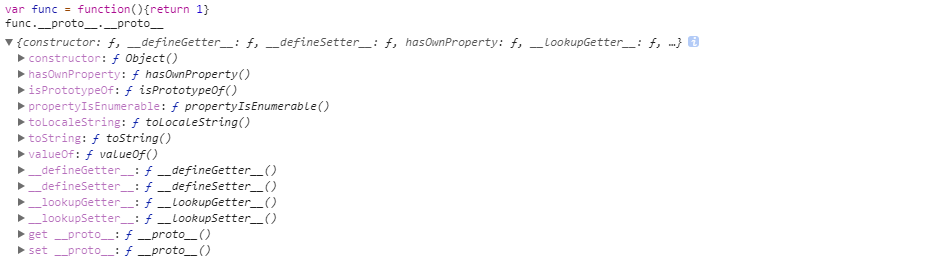 var func = function(){return 1}
func.__proto__.__proto__
▼{constructor: ƒ, __defineGetter__: ƒ, __defineSetter__: ƒ, hasOwnProperty: ƒ, __lookupGetter__: ƒ, …} i
▶constructor: ƒ Object()
▶hasOwnProperty: ƒ hasOwnProperty()
▶isPrototypeOf: ƒ isPrototypeOf()
▶propertyIsEnumerable: ƒ propertyIsEnumerable()
▶toLocaleString: ƒ toLocaleString()
▶toString: ƒ toString()
▶valueOf: ƒ valueOf()
▶__defineGetter__: ƒ __defineGetter__()
▶__defineSetter__: ƒ __defineSetter__()
▶__lookupGetter__: ƒ __lookupGetter__()
▶__lookupSetter__: ƒ __lookupSetter__()
▶get __proto__: ƒ __proto__()
▶set __proto__: ƒ __proto__()